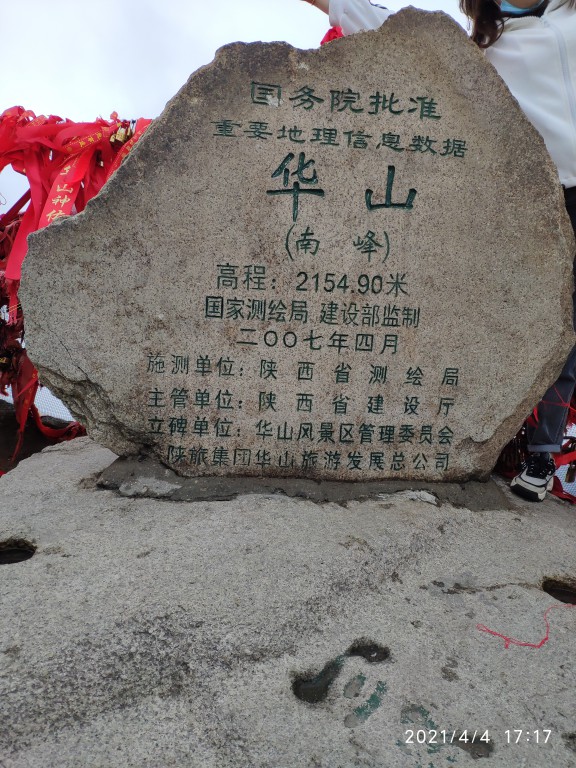 国务院批准
重要地理信息数据
华 山
(南 峰)
高程：2154.90米
国家测绘局 建设部监制
二〇〇七年四月
施测单位：陕西省测绘局
主管单位：陕西省建设厅
立碑单位：华山风景区管理委员会
陕旅集团华山旅游发展总公司
2021/4/4 17:17